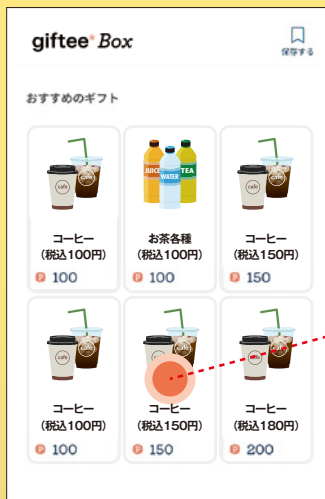 giftee* Box
保存する
おすすめのギフト
cafe
cafe
JUICE
WATER
TEA
cafe
cafe
コーヒー
(税込100円)
P 100
お茶各種
(税込100円)
P 100
コーヒー
(税込150円)
P 150
cafe
cafe
cafe
cafe
cafe
コーヒー
(税込100円)
P 100
コーヒー
(税込150円)
P 150
コーヒー
(税込180円)
P 200